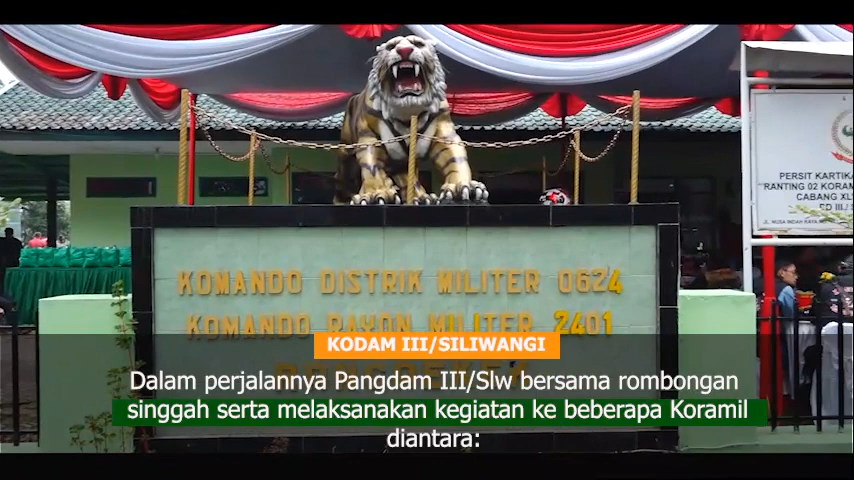 PERSIT KARTIKA
RANTING 02 KORAM
CABANG XL
KOMANDO DISTRIK MILITER 0624
KOMANDO RAYON MILITER 2401
KODAM III/SILIWANGI
Dalam perjalannya Pangdam III/Slw bersama rombongan
singgah serta melaksanakan kegiatan ke beberapa Koramil
diantara: